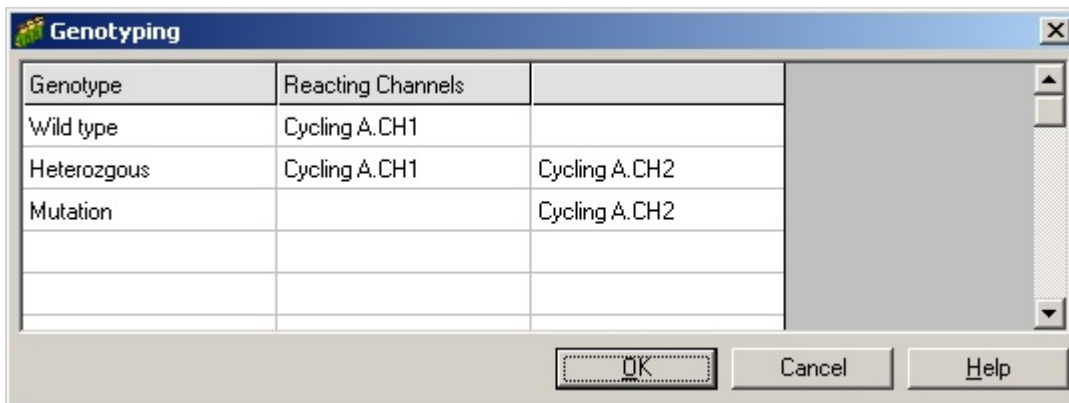 Genotyping
Genotype Reacting Channels
Wild type Cycling A.CH1
Heterozgous Cycling A.CH1 Cycling A.CH2
Mutation Cycling A.CH2
OK Cancel Help